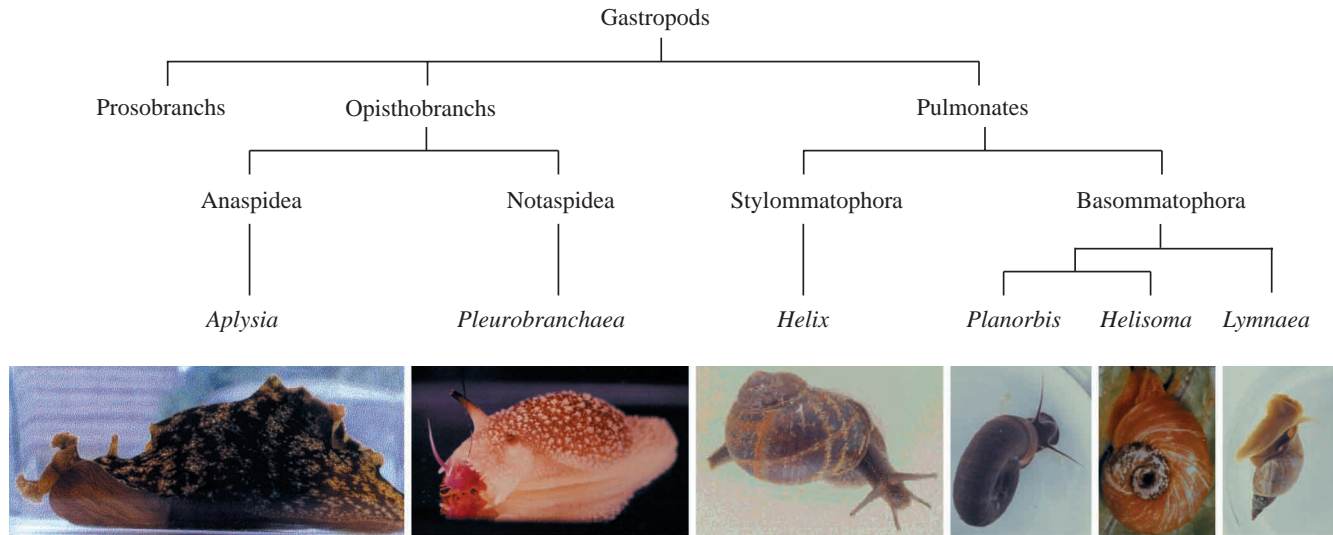 Gastropods
Prosobranchs Opisthobranchs Pulmonates
Anaspidea Notaspidea Stylommatophora Basommatophora
Aplysia Pleurobranchaea Helix Planorbis Helisoma Lymnaea